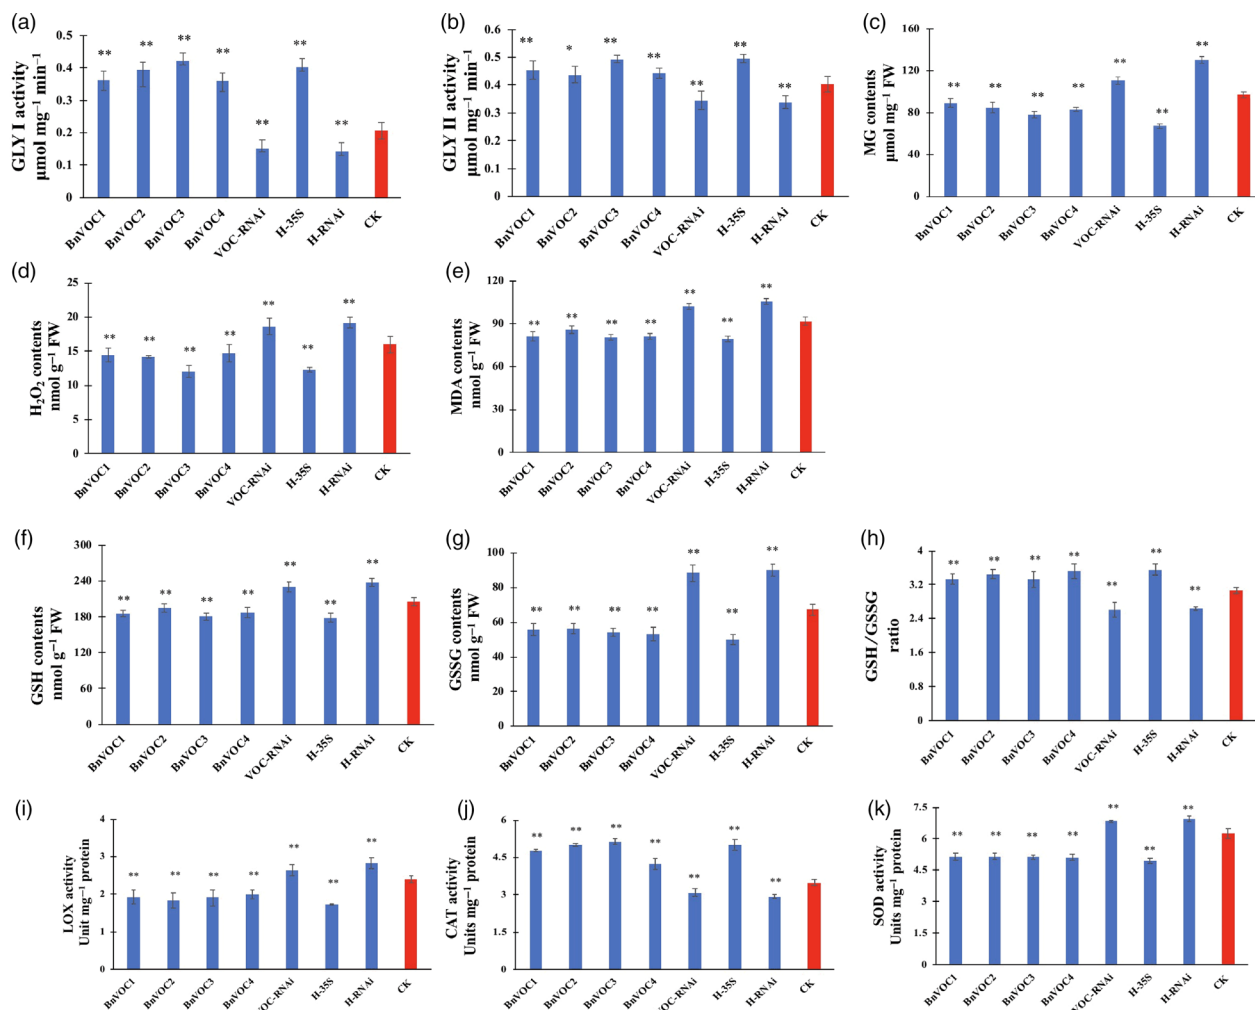 (a)
GLY I activity
µmol mg⁻¹ min⁻¹
0.5
0.4
0.3
0.2
0.1
0
** ** ** ** ** ** **
BnVOC1 BnVOC2 BnVOC3 BnVOC4 VOC-RNAi H-35S H-RNAi CK
(b)
GLY II activity
µmol mg⁻¹ min⁻¹
0.6
0.5
0.4
0.3
0.2
0.1
0
** * ** ** ** ** **
BnVOC1 BnVOC2 BnVOC3 BnVOC4 VOC-RNAi H-35S H-RNAi CK
(c)
MG contents
µmol mg⁻¹ FW
160
120
80
40
0
** ** ** ** ** ** **
BnVOC1 BnVOC2 BnVOC3 BnVOC4 VOC-RNAi H-35S H-RNAi CK
(d)
H₂O₂ contents
nmol g⁻¹ FW
25
20
15
10
5
0
** ** ** ** ** ** **
BnVOC1 BnVOC2 BnVOC3 BnVOC4 VOC-RNAi H-35S H-RNAi CK
(e)
MDA contents
nmol g⁻¹ FW
120
90
60
30
0
** ** ** ** ** ** **
BnVOC1 BnVOC2 BnVOC3 BnVOC4 VOC-RNAi H-35S H-RNAi CK
(f)
GSH contents
nmol g⁻¹ FW
300
240
180
120
60
0
** ** ** ** ** ** **
BnVOC1 BnVOC2 BnVOC3 BnVOC4 VOC-RNAi H-35S H-RNAi CK
(g)
GSSG contents
nmol g⁻¹ FW
100
80
60
40
20
0
** ** ** ** ** ** **
BnVOC1 BnVOC2 BnVOC3 BnVOC4 VOC-RNAi H-35S H-RNAi CK
(h)
GSH/GSSG
ratio
4
3.2
2.4
1.6
0.8
0
** ** ** ** ** ** **
BnVOC1 BnVOC2 BnVOC3 BnVOC4 VOC-RNAi H-35S H-RNAi CK
(i)
LOX activity
Unit mg⁻¹ protein
4
3
2
1
0
** ** ** ** ** ** **
BnVOC1 BnVOC2 BnVOC3 BnVOC4 VOC-RNAi H-35S H-RNAi CK
(j)
CAT activity
Units mg⁻¹ protein
6
4.5
3
1.5
0
** ** ** ** ** ** **
BnVOC1 BnVOC2 BnVOC3 BnVOC4 VOC-RNAi H-35S H-RNAi CK
(k)
SOD activity
Units mg⁻¹ protein
7.5
6
4.5
3
1.5
0
** ** ** ** ** ** **
BnVOC1 BnVOC2 BnVOC3 BnVOC4 VOC-RNAi H-35S H-RNAi CK